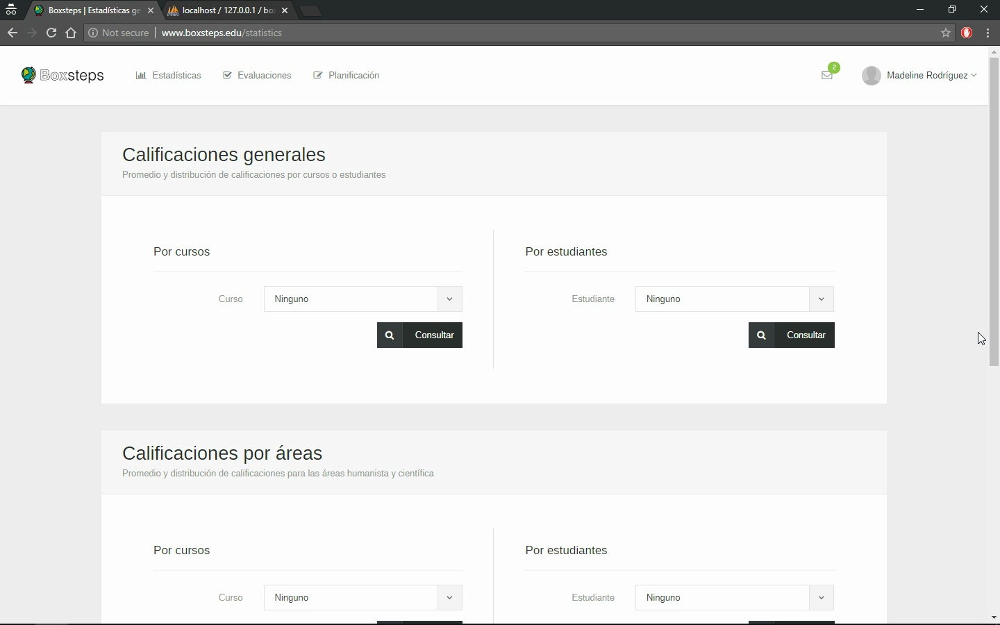 Boxsteps | Estadísticas ge
localhost / 127.0.0.1 / bo
Not secure
www.boxsteps.edu/statistics
Boxsteps
Estadísticas
Evaluaciones
Planificación
2
Madeline Rodríguez
Calificaciones generales
Promedio y distribución de calificaciones por cursos o estudiantes
Por cursos
Curso
Ninguno
Consultar
Por estudiantes
Estudiante
Ninguno
Consultar
Calificaciones por áreas
Promedio y distribución de calificaciones para las áreas humanista y científica
Por cursos
Curso
Ninguno
Por estudiantes
Estudiante
Ninguno